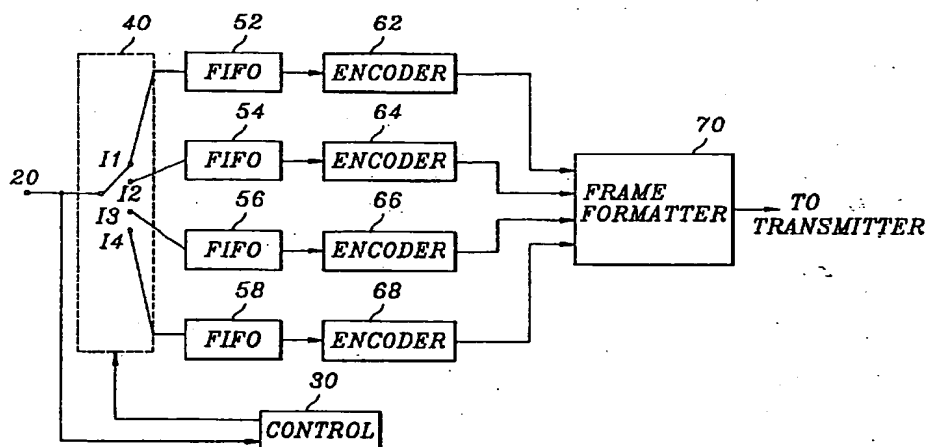 40
52
62
FIFO
ENCODER
54
64
70
I1
FIFO
ENCODER
20
I2
FRAME
FORMATTER
TO
TRANSMITTER
I3
56
66
I4
FIFO
ENCODER
58
68
FIFO
ENCODER
30
CONTROL